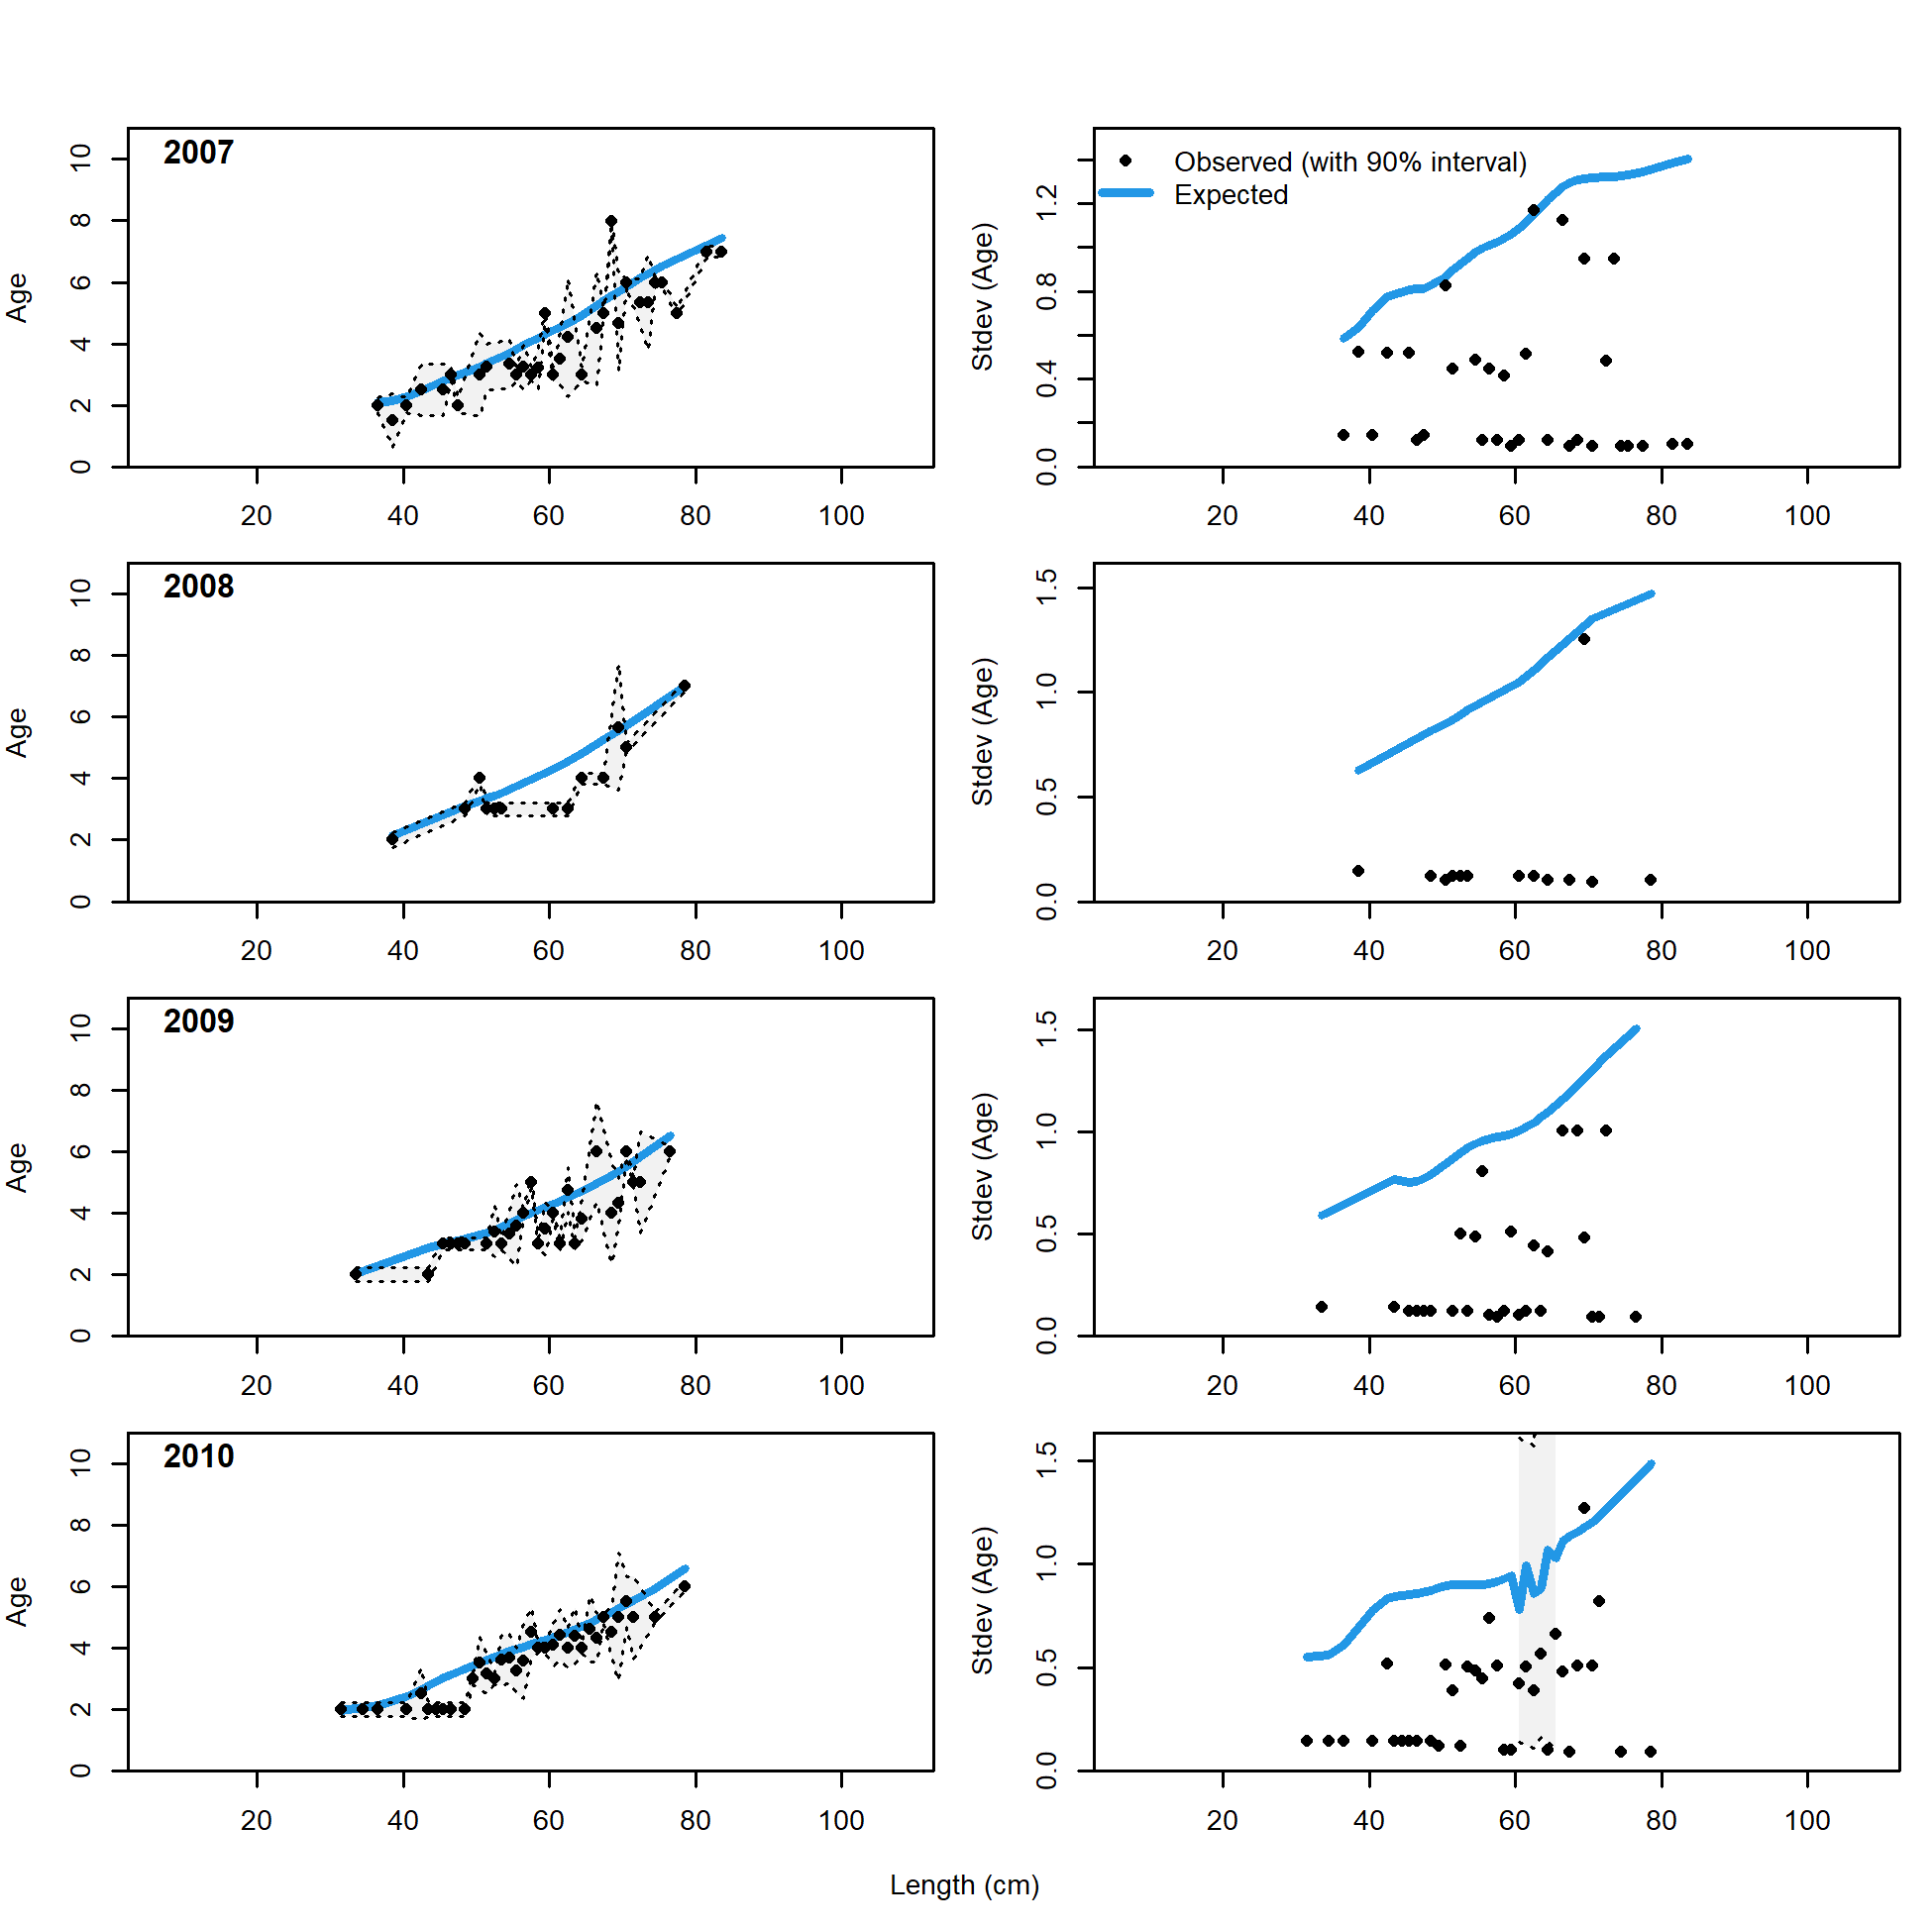 2007
Age
0 2 4 6 8 10
20 40 60 80 100
Observed (with 90% interval)
Expected
Stdev (Age)
0.0 0.4 0.8 1.2
20 40 60 80 100
2008
Age
0 2 4 6 8 10
20 40 60 80 100
Stdev (Age)
0.0 0.5 1.0 1.5
20 40 60 80 100
2009
Age
0 2 4 6 8 10
20 40 60 80 100
Stdev (Age)
0.0 0.5 1.0 1.5
20 40 60 80 100
2010
Age
0 2 4 6 8 10
20 40 60 80 100
Stdev (Age)
0.0 0.5 1.0 1.5
20 40 60 80 100
Length (cm)